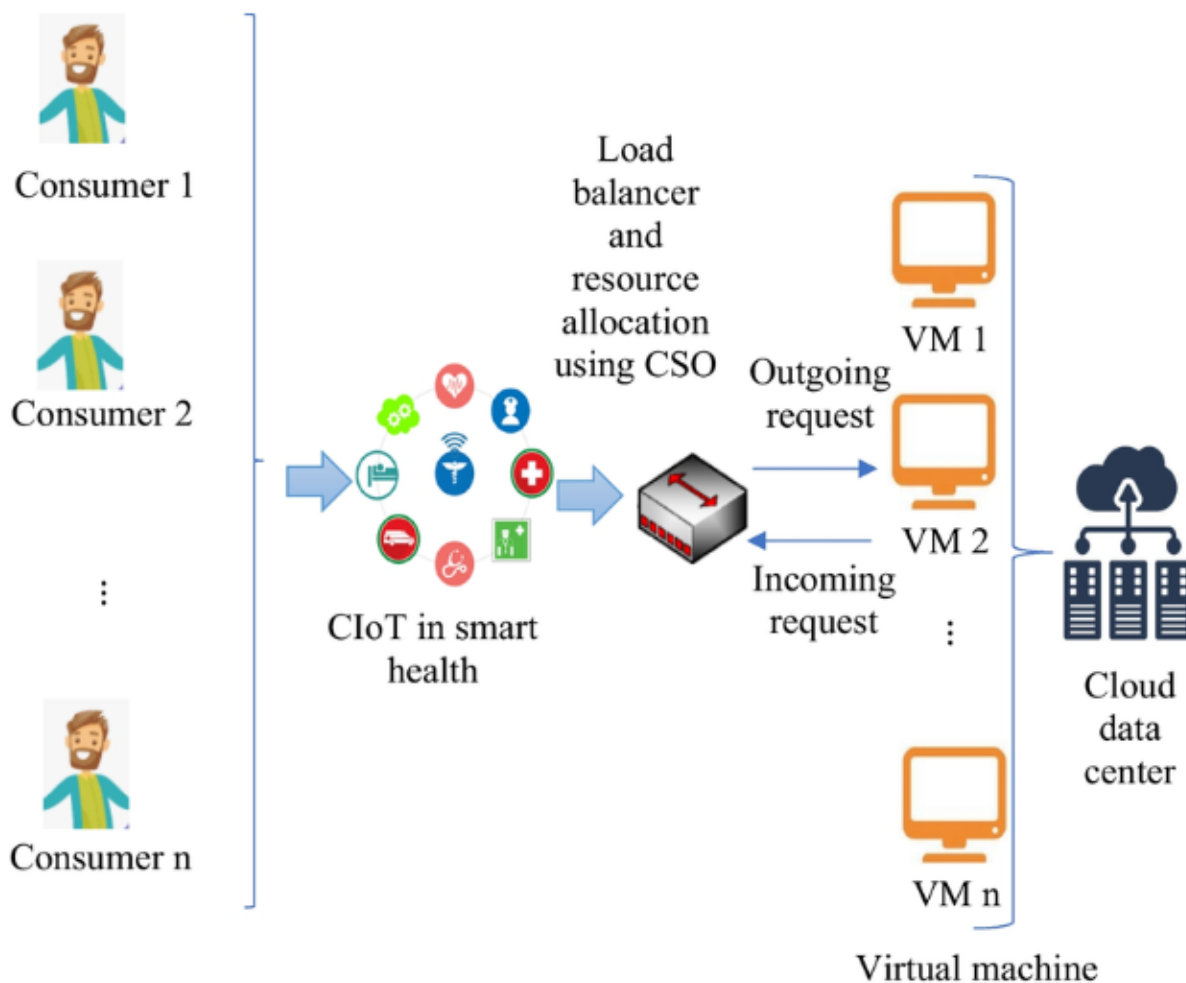 Consumer 1
Consumer 2
⋮
Consumer n
CIoT in smart
health
Load
balancer
and
resource
allocation
using CSO
Outgoing
request
Incoming
request
VM 1
VM 2
⋮
VM n
Virtual machine
Cloud
data
center